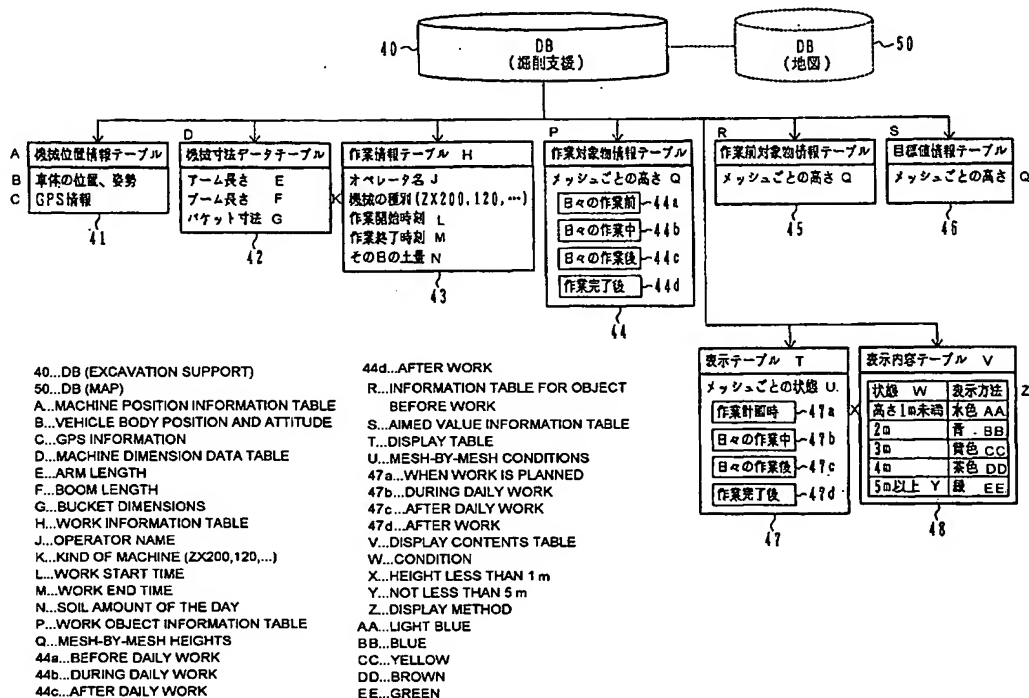 40
DB
(掘削支援)
DB
(地図)
50
A
機械位置情報テーブル
B
車体の位置、姿勢
C
GPS情報
41
D
機械寸法データテーブル
アーム長さ E
ブーム長さ F
バケット寸法 G
42
作業情報テーブル H
オペレータ名 J
K
機械の種別(ZX200,120,…)
作業開始時刻 L
作業終了時刻 M
その日の土量 N
43
P
作業対象物情報テーブル
メッシュごとの高さ Q
日々の作業前 44a
日々の作業中 44b
日々の作業後 44c
作業完了後 44d
44
R
作業前対象物情報テーブル
メッシュごとの高さ Q
45
S
目標値情報テーブル
メッシュごとの高さ Q
46
表示テーブル T
メッシュごとの状態 U
作業計画時 47a
日々の作業中 47b
日々の作業後 47c
作業完了後 47d
47
表示内容テーブル V
状態 W 表示方法 Z
X 高さ1m未満 水色 AA
2m 青 BB
3m 黄色 CC
4m 茶色 DD
5m以上 Y 緑 EE
48
40...DB (EXCAVATION SUPPORT)
50...DB (MAP)
A...MACHINE POSITION INFORMATION TABLE
B...VEHICLE BODY POSITION AND ATTITUDE
C...GPS INFORMATION
D...MACHINE DIMENSION DATA TABLE
E...ARM LENGTH
F...BOOM LENGTH
G...BUCKET DIMENSIONS
H...WORK INFORMATION TABLE
J...OPERATOR NAME
K...KIND OF MACHINE (ZX200,120,...)
L...WORK START TIME
M...WORK END TIME
N...SOIL AMOUNT OF THE DAY
P...WORK OBJECT INFORMATION TABLE
Q...MESH-BY-MESH HEIGHTS
44a...BEFORE DAILY WORK
44b...DURING DAILY WORK
44c...AFTER DAILY WORK
44d...AFTER WORK
R...INFORMATION TABLE FOR OBJECT
BEFORE WORK
S...AIMED VALUE INFORMATION TABLE
T...DISPLAY TABLE
U...MESH-BY-MESH CONDITIONS
47a...WHEN WORK IS PLANNED
47b...DURING DAILY WORK
47c...AFTER DAILY WORK
47d...AFTER WORK
V...DISPLAY CONTENTS TABLE
W...CONDITION
X...HEIGHT LESS THAN 1 m
Y...NOT LESS THAN 5 m
Z...DISPLAY METHOD
AA...LIGHT BLUE
BB...BLUE
CC...YELLOW
DD...BROWN
EE...GREEN